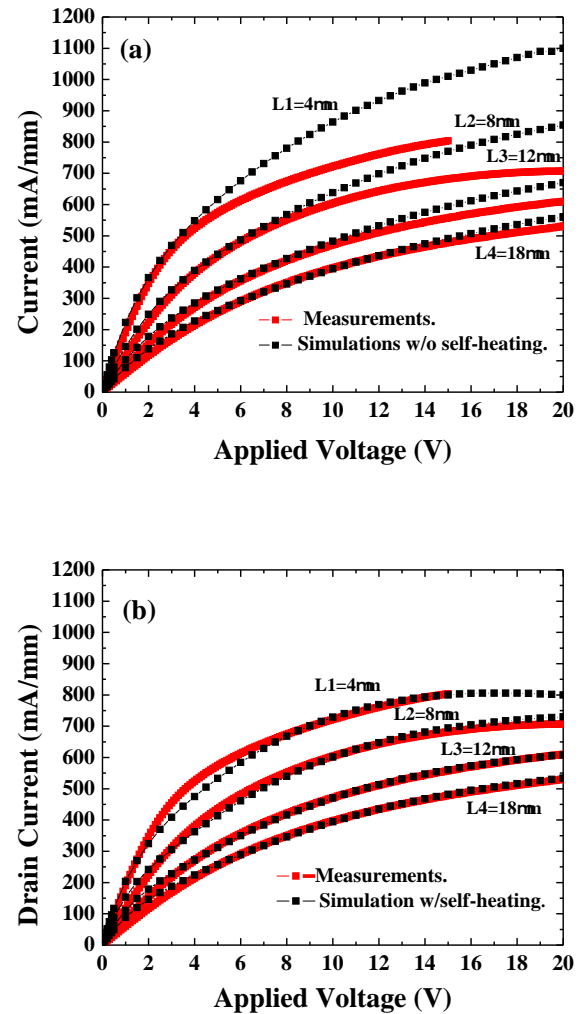 1200
1100
1000
900
800
700
600
500
400
300
200
100
0
(a)
L1=4mm
L2=8mm
L3=12mm
L4=18mm
Measurements.
Simulations w/o self-heating.
0 2 4 6 8 10 12 14 16 18 20
Current (mA/mm)
Applied Voltage (V)
1200
1100
1000
900
800
700
600
500
400
300
200
100
0
(b)
L1=4mm
L2=8mm
L3=12mm
L4=18mm
Measurements.
Simulation w/self-heating.
0 2 4 6 8 10 12 14 16 18 20
Drain Current (mA/mm)
Applied Voltage (V)